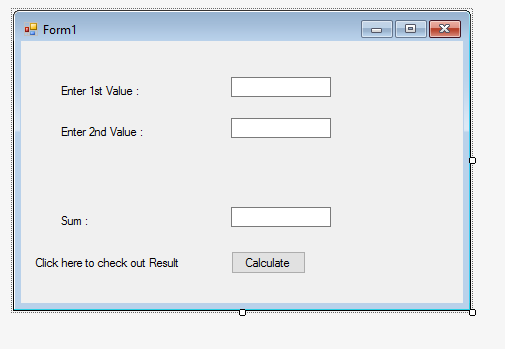 Form1
Enter 1st Value :
Enter 2nd Value :
Sum :
Click here to check out Result
Calculate